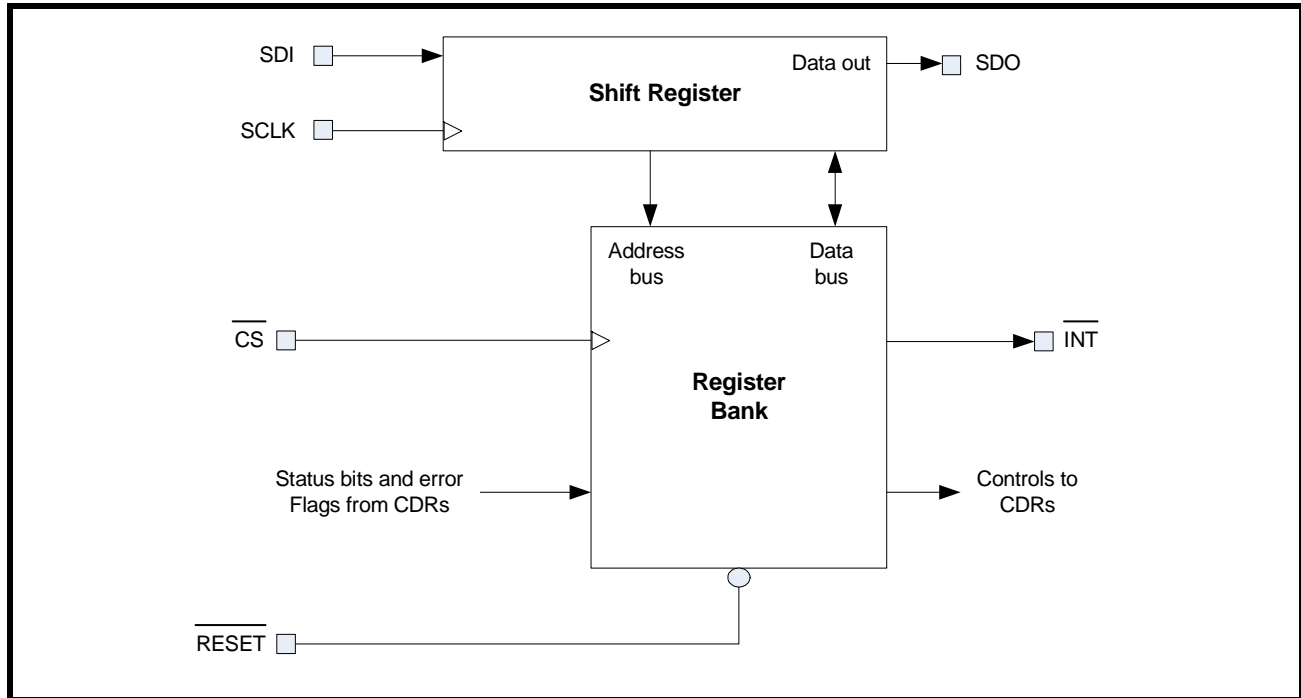 SDI
Data out
SDO
Shift Register
SCLK
Address
bus
Data
bus
CS
INT
Register
Bank
Status bits and error
Flags from CDRs
Controls to
CDRs
RESET